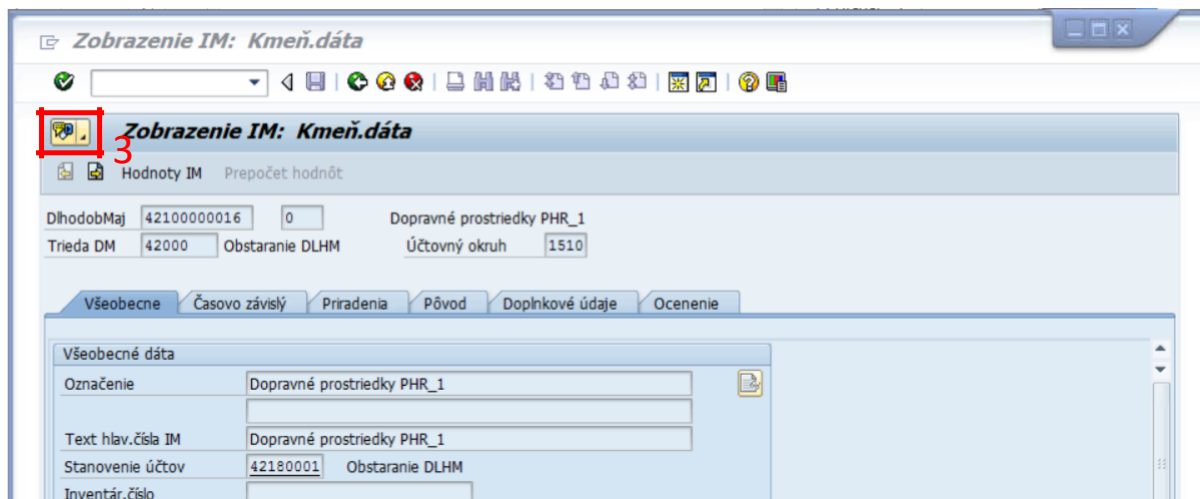 Zobrazenie IM: Kmeň.dáta
Zobrazenie IM: Kmeň.dáta
3
Hodnoty IM Prepočet hodnôt
DlhodobMaj 42100000016 0 Dopravné prostriedky PHR_1
Trieda DM 42000 Obstaranie DLHM Účtovný okruh 1510
Všeobecne Časovo závislý Priradenia Pôvod Doplnkové údaje Ocenenie
Všeobecné dáta
Označenie Dopravné prostriedky PHR_1
Text hlav.čísla IM Dopravné prostriedky PHR_1
Stanovenie účtov 42180001 Obstaranie DLHM
Inventár.číslo